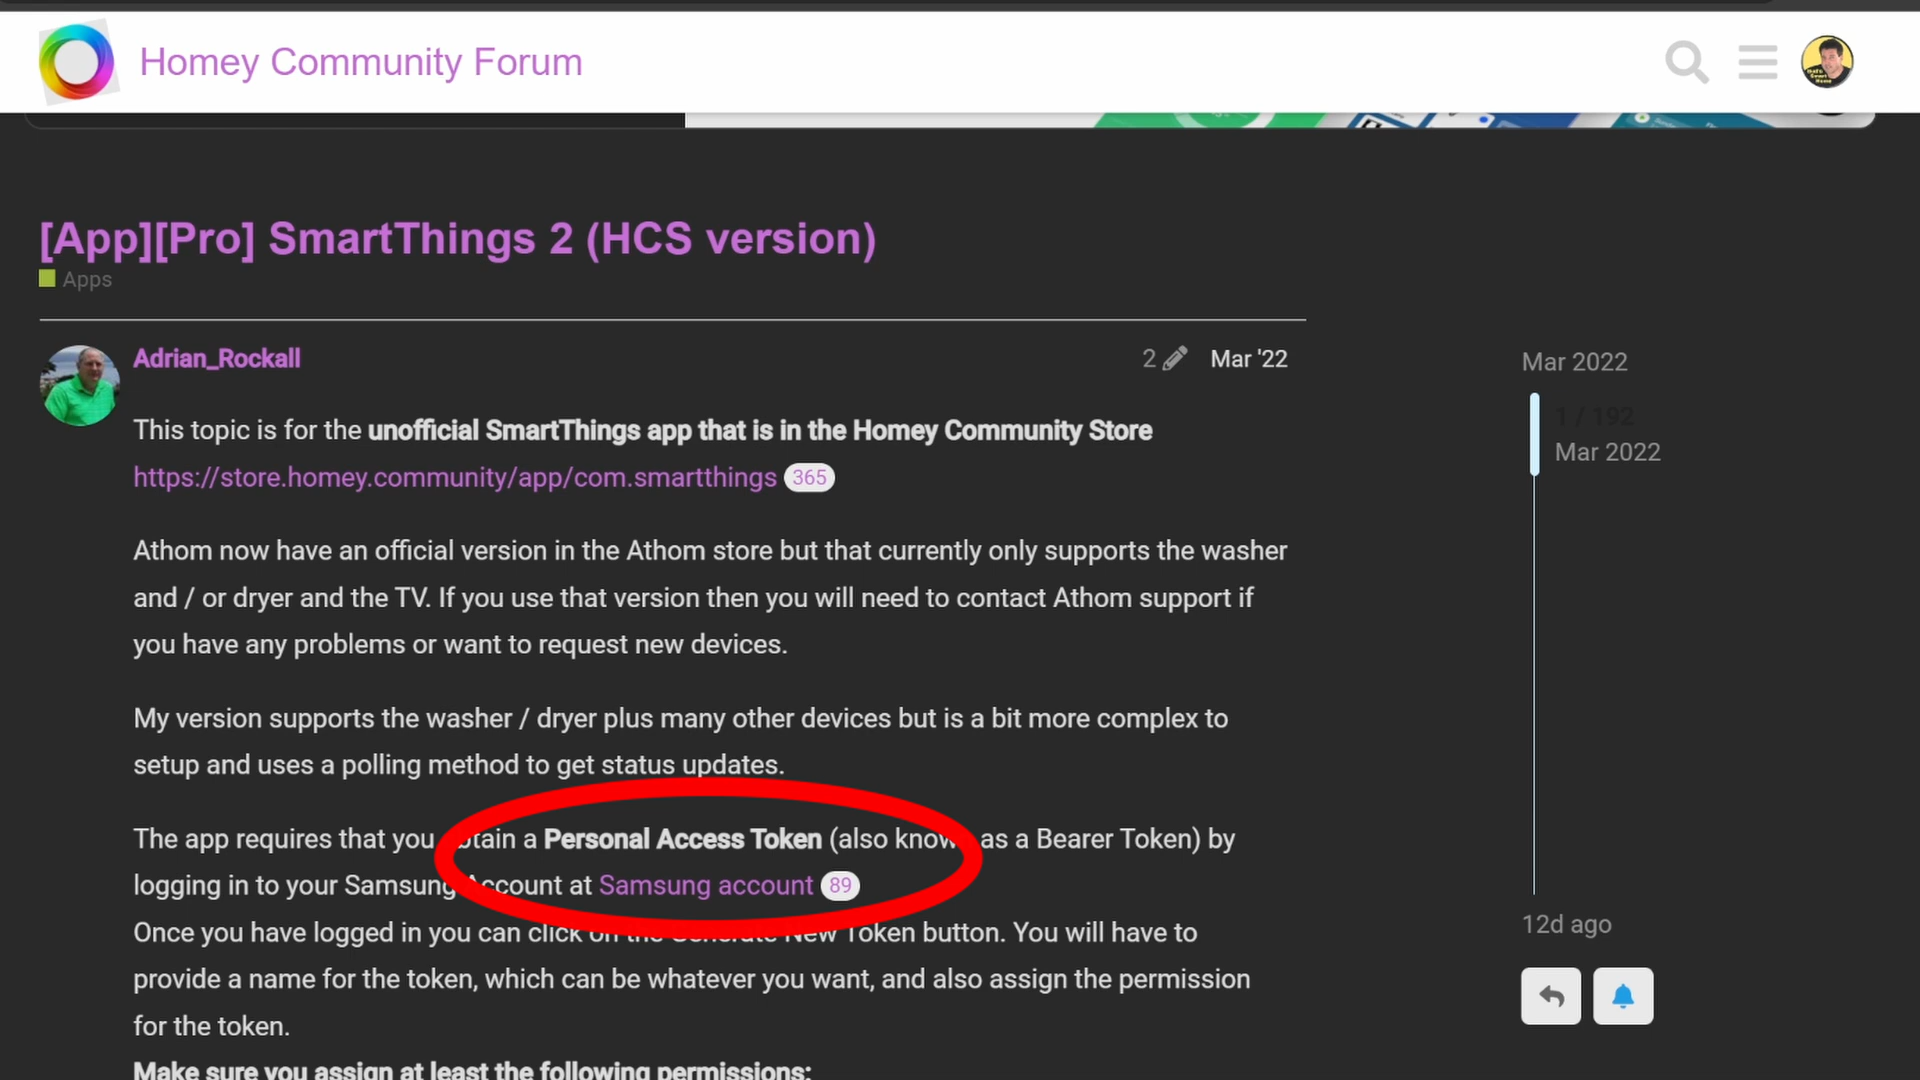 Homey Community Forum
[App][Pro] SmartThings 2 (HCS version)
Apps
Adrian_Rockall
2
Mar '22
This topic is for the unofficial SmartThings app that is in the Homey Community Store
https://store.homey.community/app/com.smartthings 365
Athom now have an official version in the Athom store but that currently only supports the washer
and / or dryer and the TV. If you use that version then you will need to contact Athom support if
you have any problems or want to request new devices.
My version supports the washer / dryer plus many other devices but is a bit more complex to
setup and uses a polling method to get status updates.
The app requires that you obtain a Personal Access Token (also known as a Bearer Token) by
logging in to your Samsung Account at Samsung account 89
Once you have logged in you can click on the Generate New Token button. You will have to
provide a name for the token, which can be whatever you want, and also assign the permission
for the token.
Make sure you assign at least the following permissions:
Mar 2022
1 / 192
Mar 2022
12d ago